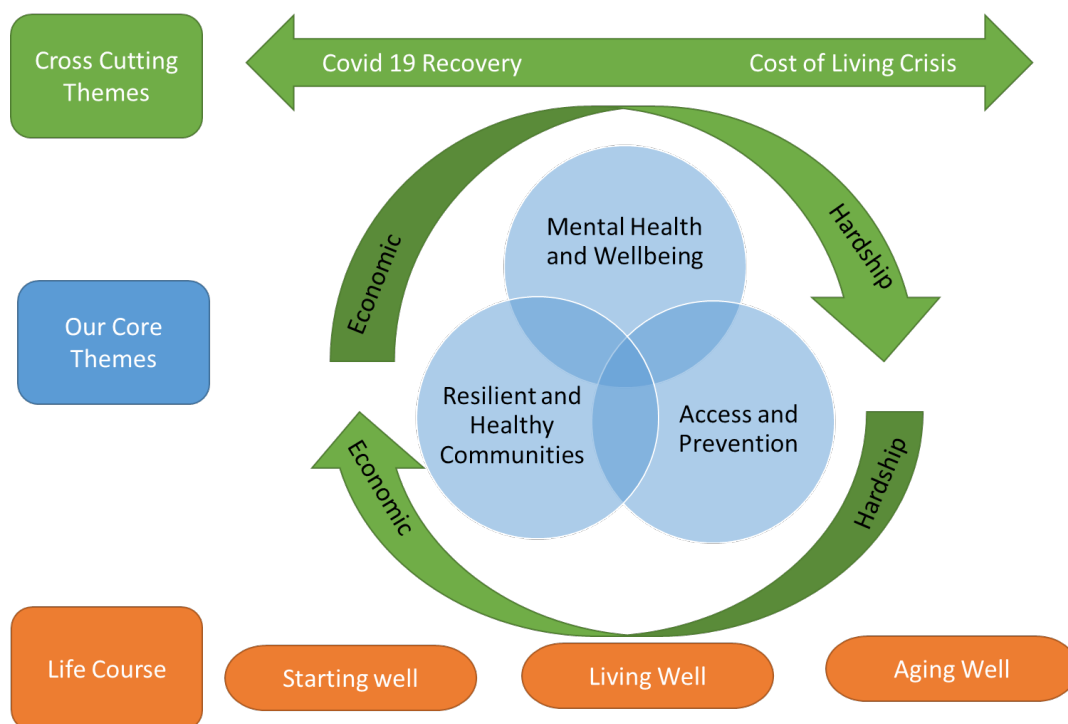 Cross Cutting
Themes
Covid 19 Recovery
Cost of Living Crisis
Economic
Hardship
Mental Health
and Wellbeing
Our Core
Themes
Resilient and
Healthy
Communities
Access and
Prevention
Economic
Hardship
Life Course
Starting well
Living Well
Aging Well